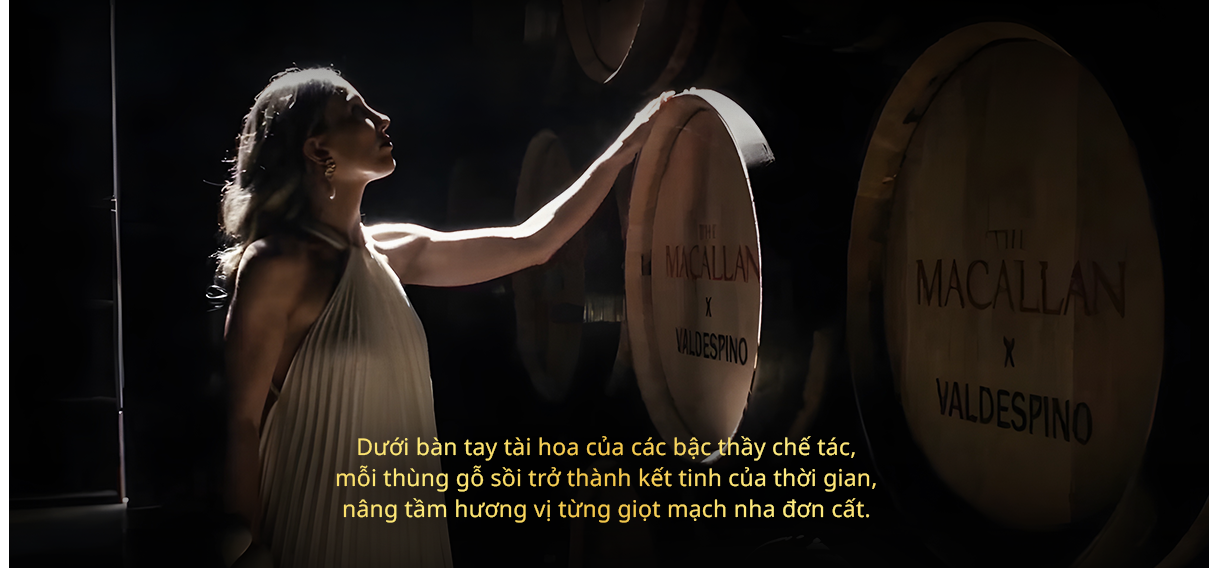 THE
MACALLAN
X
VALDESPINO
THE
MACALLAN
X
VALDESPINO
Dưới bàn tay tài hoa của các bậc thầy chế tác,
mỗi thùng gỗ sồi trở thành kết tinh của thời gian,
nâng tầm hương vị từng giọt mạch nha đơn cất.